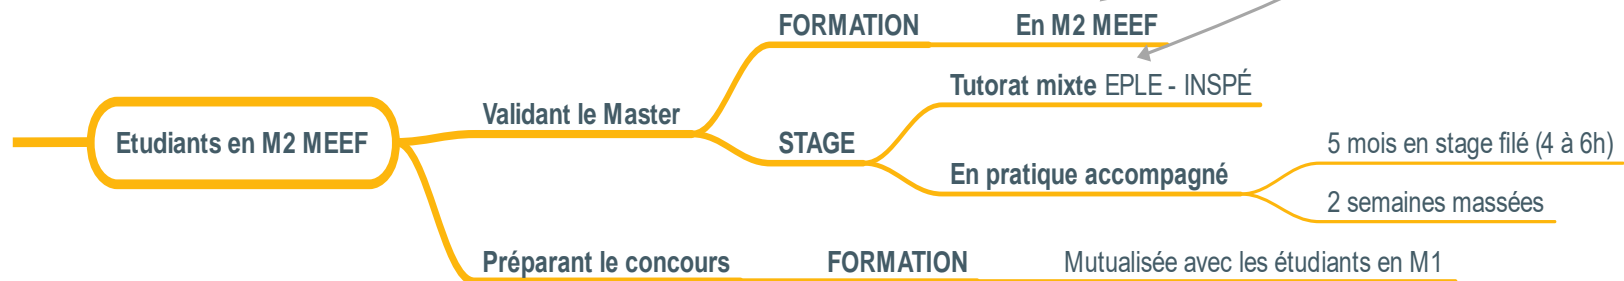 FORMATION En M2 MEEF
Tutorat mixte EPLE - INSPÉ
Validant le Master
Etudiants en M2 MEEF
STAGE
5 mois en stage filé (4 à 6h)
En pratique accompagné
2 semaines massées
Préparant le concours FORMATION Mutualisée avec les étudiants en M1